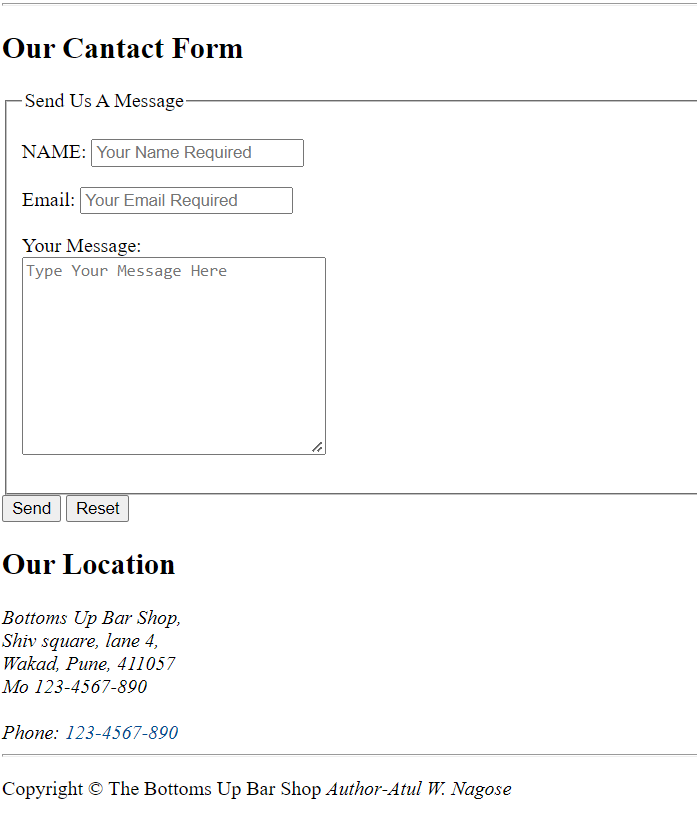 Our Cantact Form
Send Us A Message
NAME: Your Name Required
Email: Your Email Required
Your Message:
Type Your Message Here
Send Reset
Our Location
Bottoms Up Bar Shop,
Shiv square, lane 4,
Wakad, Pune, 411057
Mo 123-4567-890
Phone: 123-4567-890
Copyright © The Bottoms Up Bar Shop Author-Atul W. Nagose